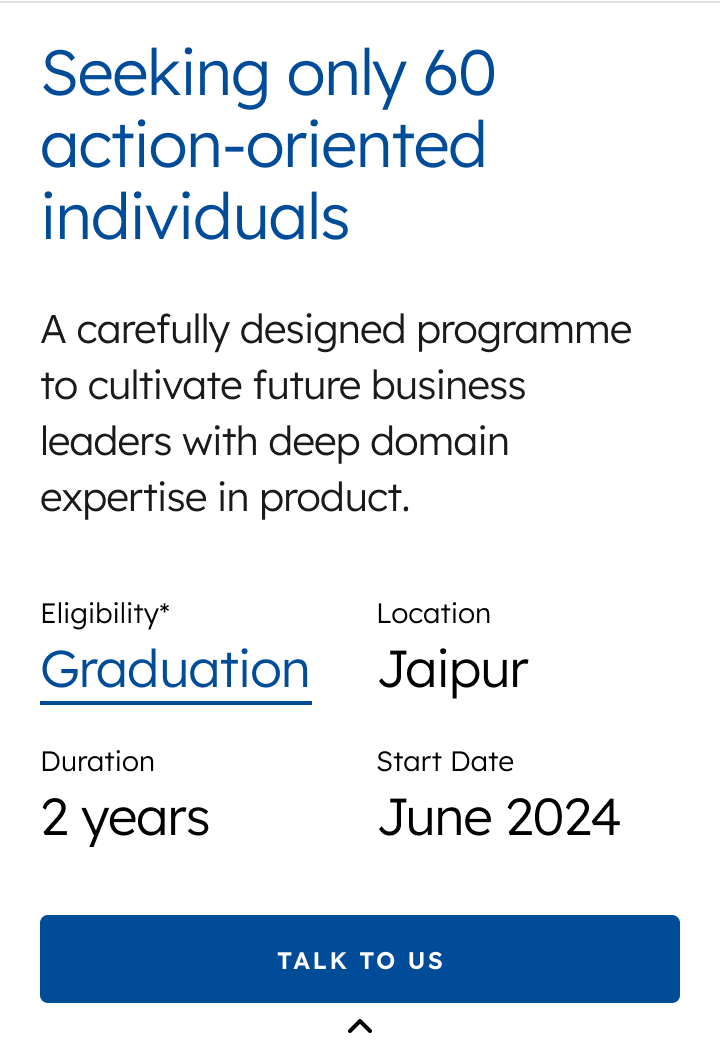 Seeking only 60
action-oriented
individuals
A carefully designed programme
to cultivate future business
leaders with deep domain
expertise in product.
Eligibility*
Graduation
Location
Jaipur
Duration
2 years
Start Date
June 2024
TALK TO US